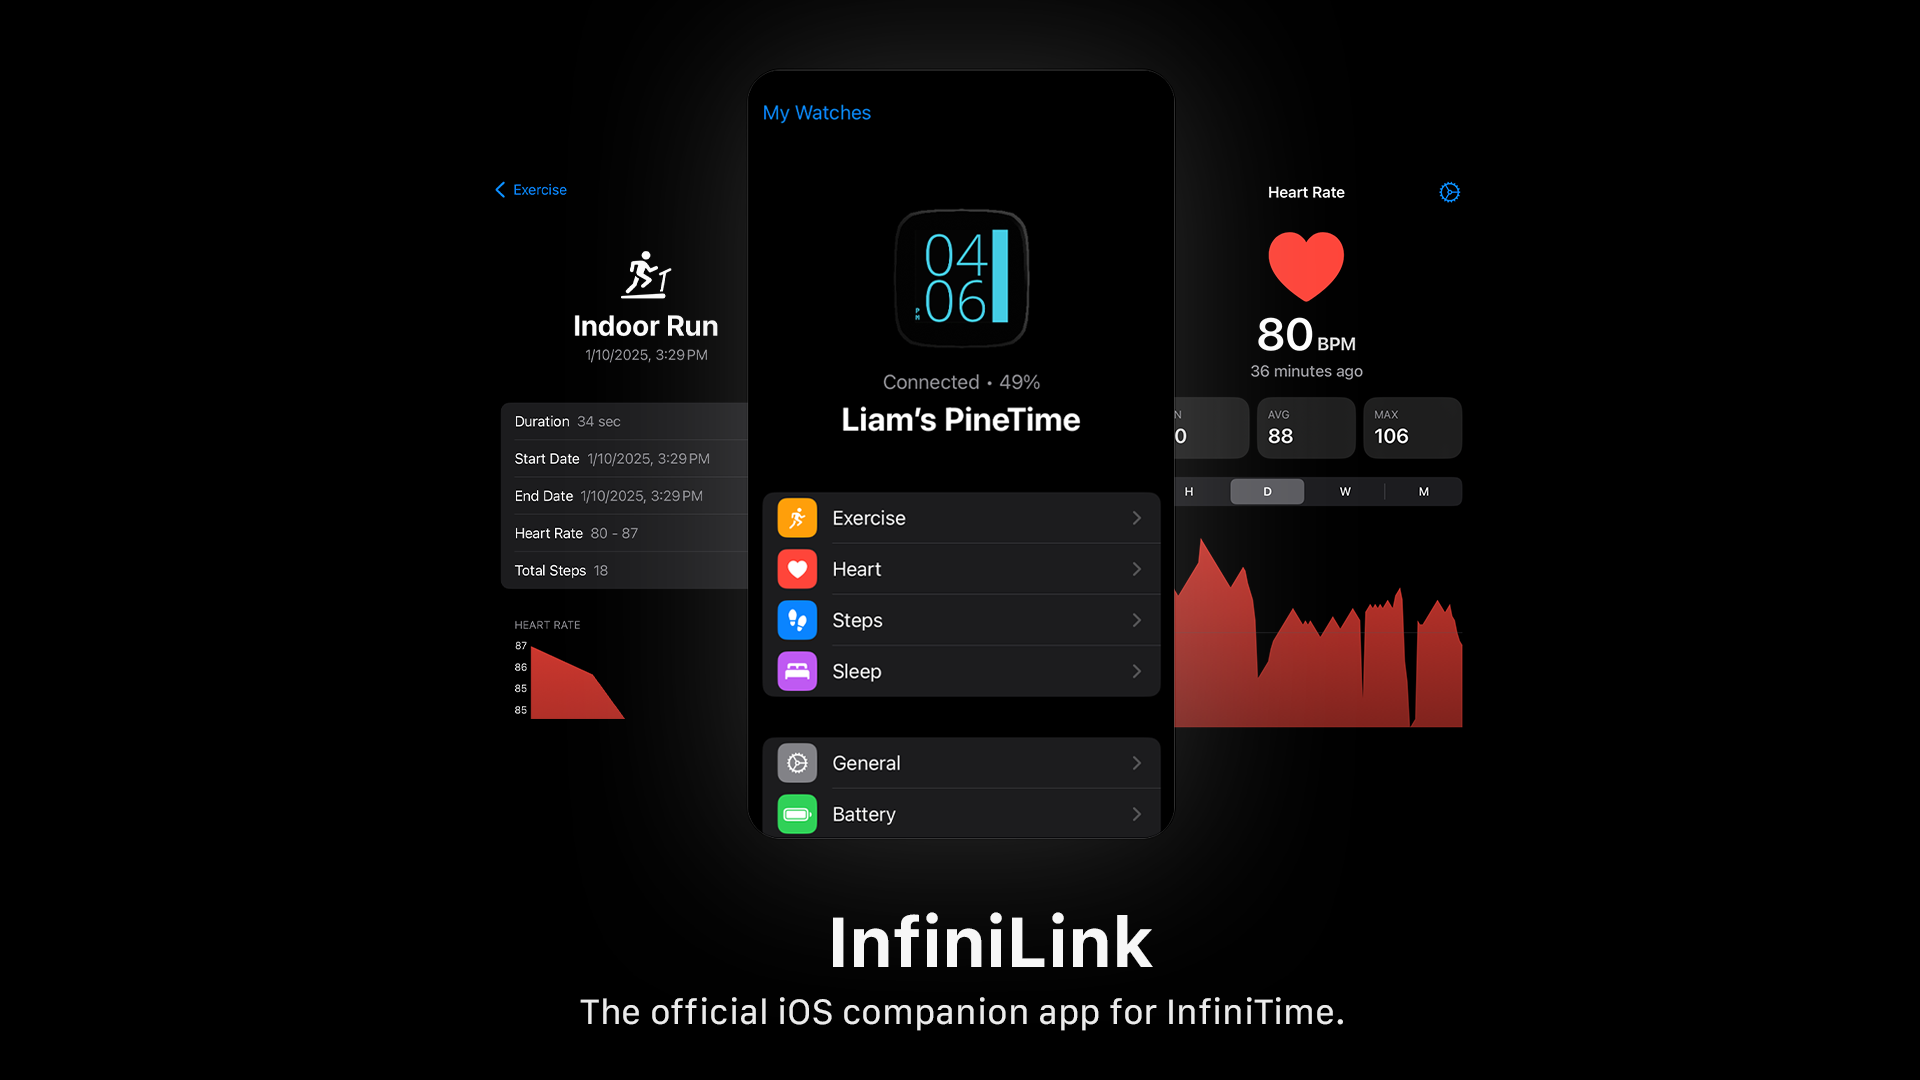 My Watches
04
06
PM
Connected • 49%
Liam's PineTime
Exercise
Heart
Steps
Sleep
General
Battery
Exercise
Indoor Run
1/10/2025, 3:29 PM
Duration 34 sec
Start Date 1/10/2025, 3:29 PM
End Date 1/10/2025, 3:29 PM
Heart Rate 80 - 87
Total Steps 18
HEART RATE
87
86
85
85
Heart Rate
80 BPM
36 minutes ago
AVG
88
MAX
106
H D W M
InfiniLink
The official iOS companion app for InfiniTime.